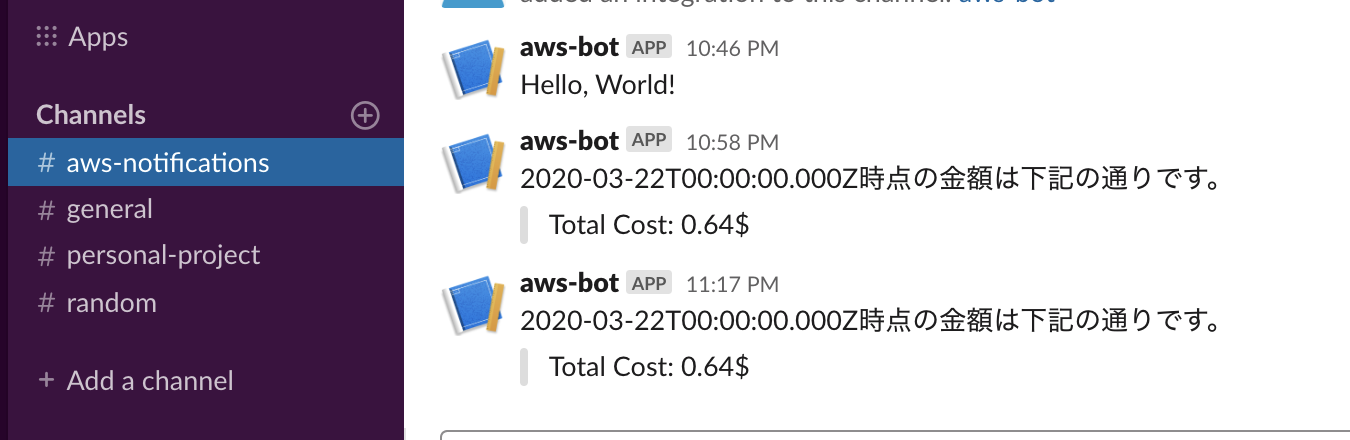 Apps
Channels
# aws-notifications
# general
# personal-project
# random
+ Add a channel
added an integration to this channel: aws-bot
aws-bot APP 10:46 PM
Hello, World!
aws-bot APP 10:58 PM
2020-03-22T00:00:00.000Z時点の金額は下記の通りです。
Total Cost: 0.64$
aws-bot APP 11:17 PM
2020-03-22T00:00:00.000Z時点の金額は下記の通りです。
Total Cost: 0.64$